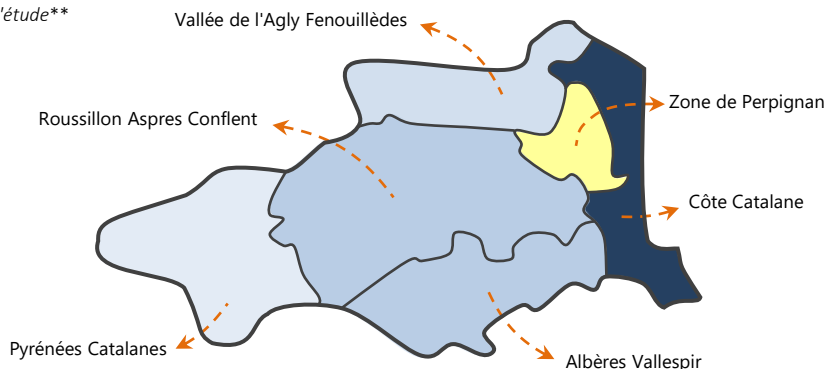 l'étude**
Vallée de l'Agly Fenouillèdes
Zone de Perpignan
Roussillon Aspres Conflent
Côte Catalane
Pyrénées Catalanes
Albères Vallespir